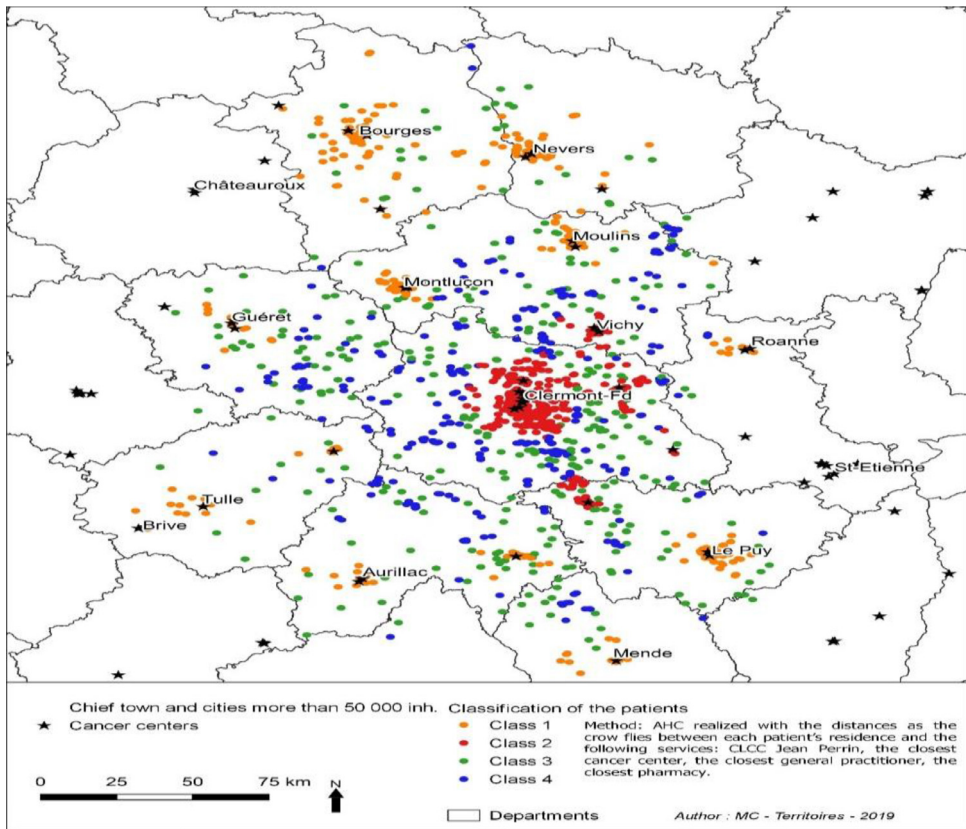 Bourges
Nevers
Châteauroux
Moulins
Montluçon
Guéret
Vichy
Roanne
Clermont-Fd
St-Etienne
Tulle
Brive
Le Puy
Aurillac
Mende
Chief town and cities more than 50 000 inh.
Cancer centers
Classification of the patients
Class 1
Class 2
Class 3
Class 4
Method: AHC realized with the distances as the
crow flies between each patient's residence and the
following services: CLCC Jean Perrin, the closest
cancer center, the closest general practitioner, the
closest pharmacy.
0 25 50 75 km
N
Departments
Author : MC - Territoires - 2019